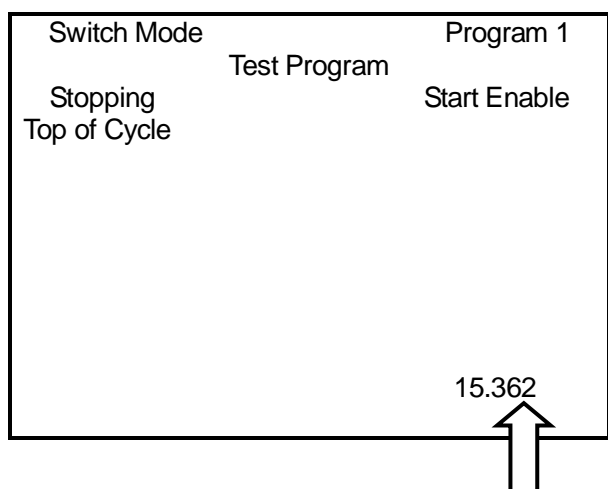 Switch Mode Program 1
Test Program
Stopping Start Enable
Top of Cycle
15.362